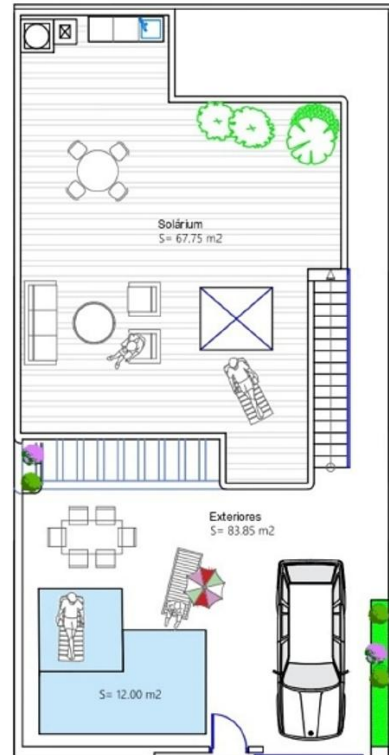 Solárium
S= 67.75 m2
Exteriores
S= 83.85 m2
S= 12.00 m2